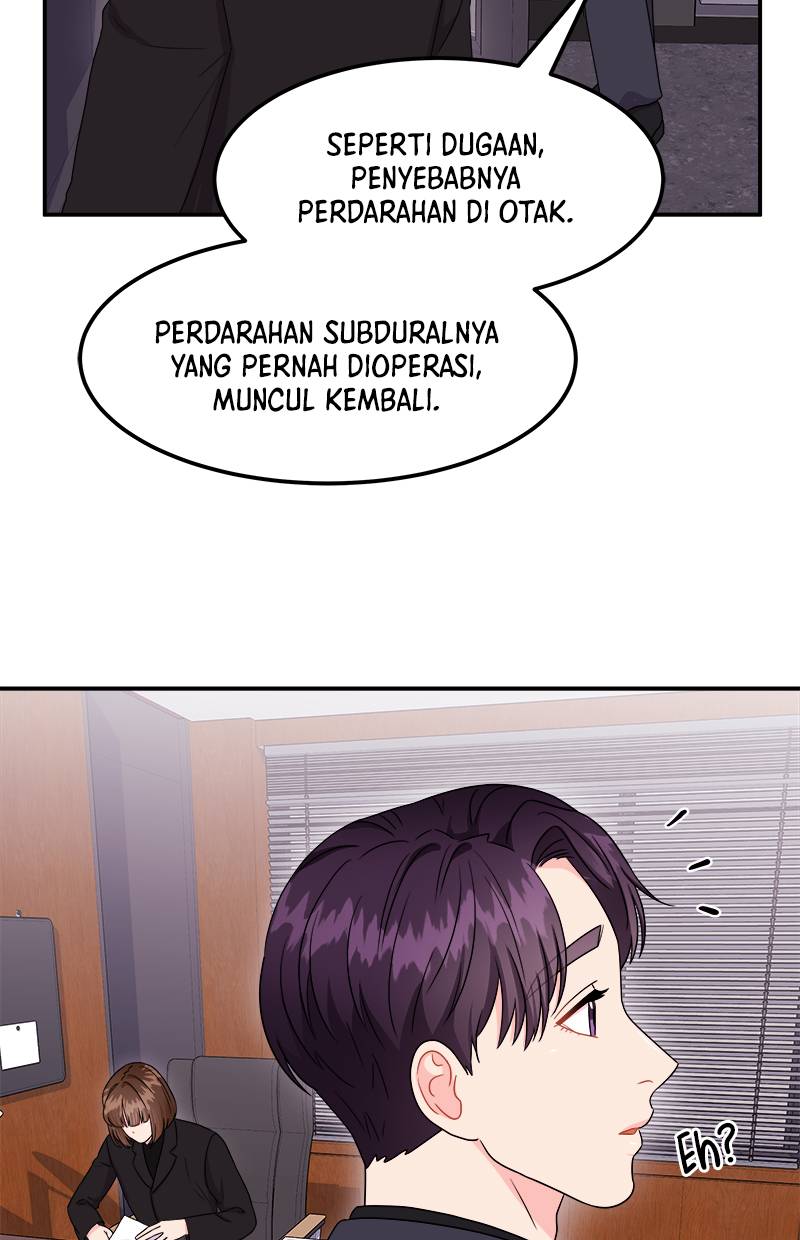 SEPERTI DUGAAN,
PENYEBABNYA
PERDARAHAN DI OTAK.
PERDARAHAN SUBDURALNYA
YANG PERNAH DIOPERASI,
MUNCUL KEMBALI.
Eh?